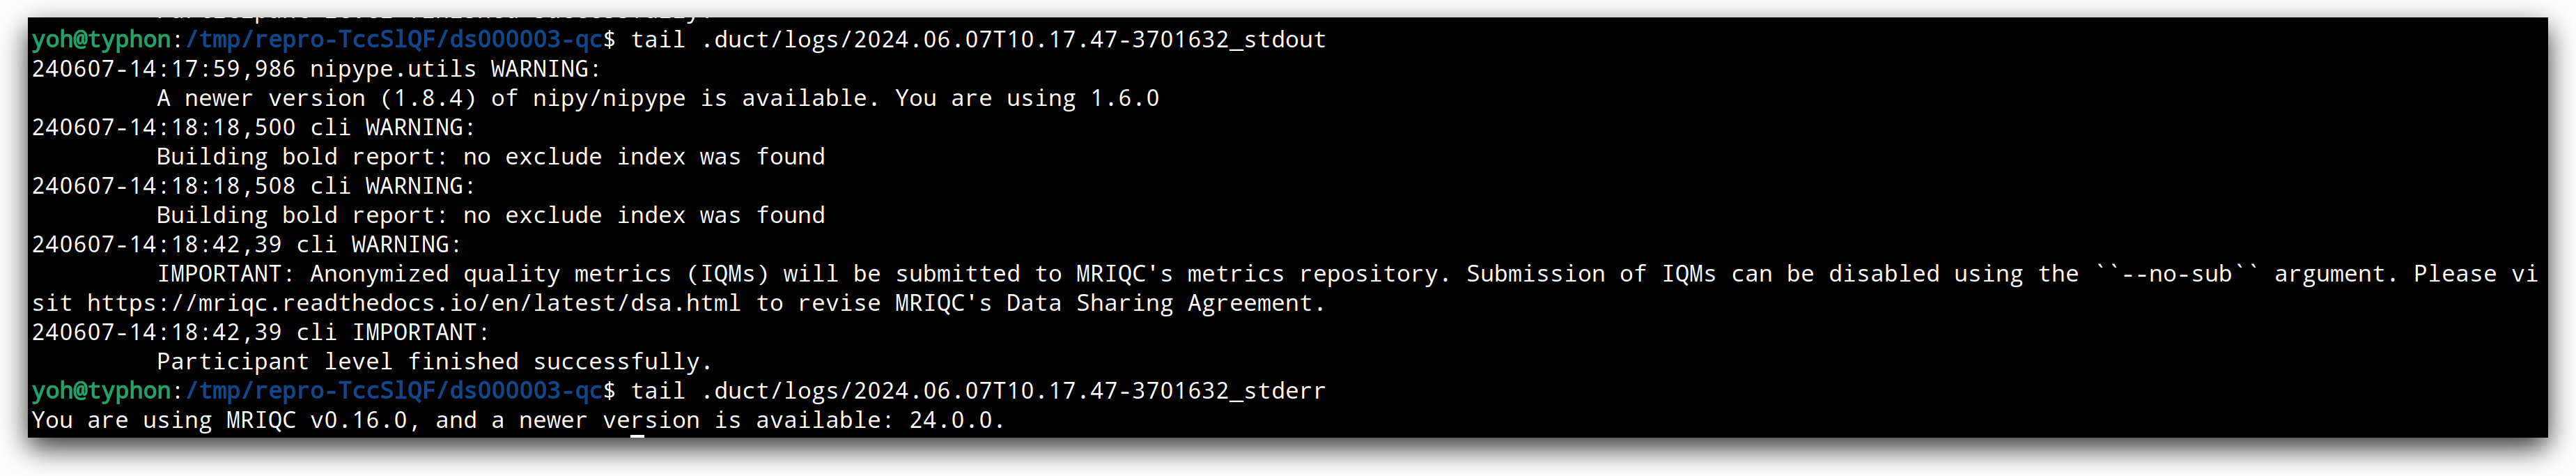 Participant level finished successfully.
yoh@typhon:/tmp/repro-TccSlQF/ds000003-qc$ tail .duct/logs/2024.06.07T10.17.47-3701632_stdout
240607-14:17:59,986 nipype.utils WARNING:
A newer version (1.8.4) of nipy/nipype is available. You are using 1.6.0
240607-14:18:18,500 cli WARNING:
Building bold report: no exclude index was found
240607-14:18:18,508 cli WARNING:
Building bold report: no exclude index was found
240607-14:18:42,39 cli WARNING:
IMPORTANT: Anonymized quality metrics (IQMs) will be submitted to MRIQC's metrics repository. Submission of IQMs can be disabled using the ``--no-sub`` argument. Please vi
sit https://mriqc.readthedocs.io/en/latest/dsa.html to revise MRIQC's Data Sharing Agreement.
240607-14:18:42,39 cli IMPORTANT:
Participant level finished successfully.
yoh@typhon:/tmp/repro-TccSlQF/ds000003-qc$ tail .duct/logs/2024.06.07T10.17.47-3701632_stderr
You are using MRIQC v0.16.0, and a newer version is available: 24.0.0.